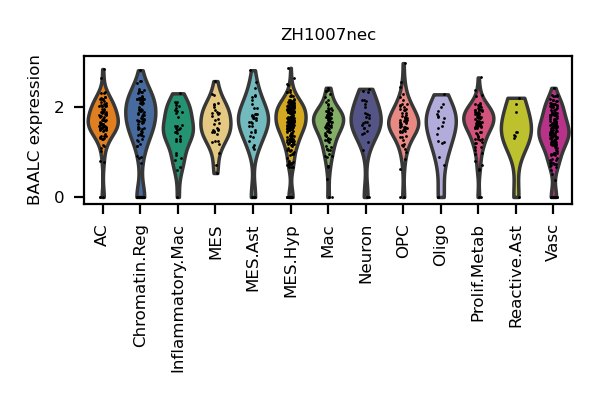 ZH1007nec
BAALC expression
2
0
AC
Chromatin.Reg
Inflammatory.Mac
MES
MES.Ast
MES.Hyp
Mac
Neuron
OPC
Oligo
Prolif.Metab
Reactive.Ast
Vasc